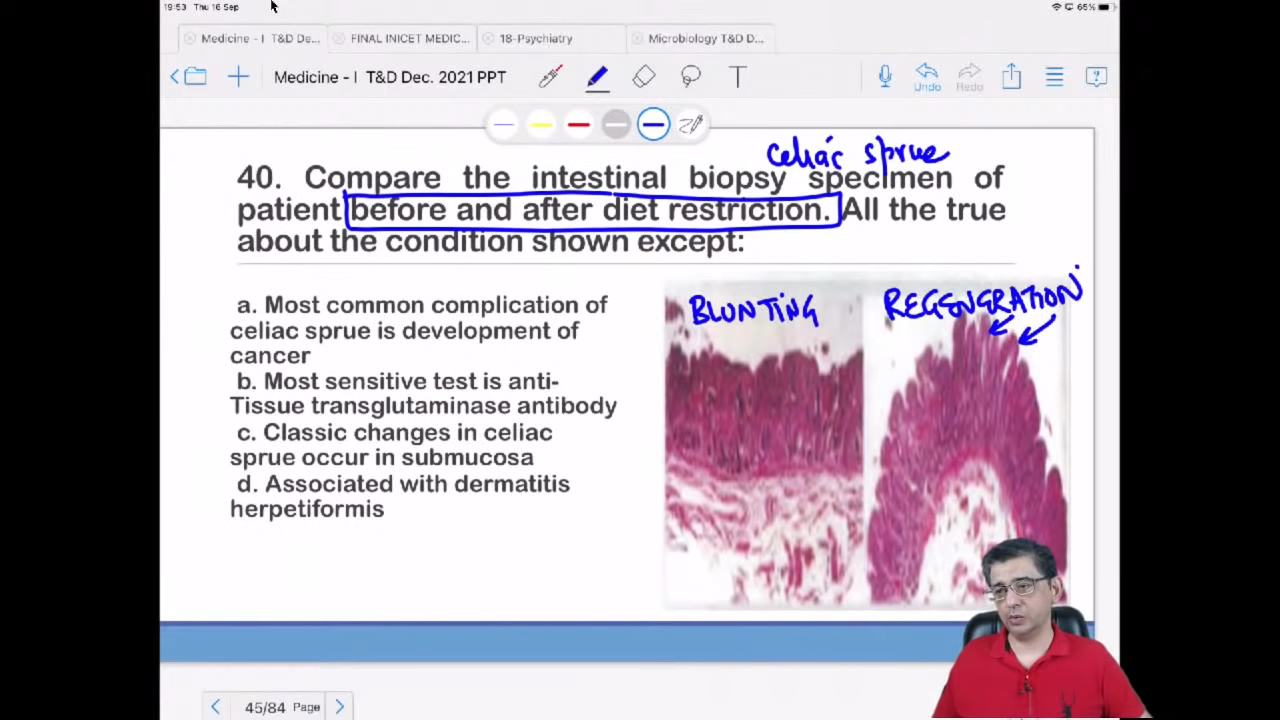 19:53 Thu 16 Sep
65%
Medicine - I T&D De...
FINAL INICET MEDIC...
18-Psychiatry
Microbiology T&D D...
Medicine - I T&D Dec. 2021 PPT
T
Undo
Redo
?
celiac sprue
40. Compare the intestinal biopsy specimen of
patient before and after diet restriction. All the true
about the condition shown except:
a. Most common complication of
celiac sprue is development of
cancer
b. Most sensitive test is anti-
Tissue transglutaminase antibody
c. Classic changes in celiac
sprue occur in submucosa
d. Associated with dermatitis
herpetiformis
BLUNTING
REGENERATION
45/84 Page